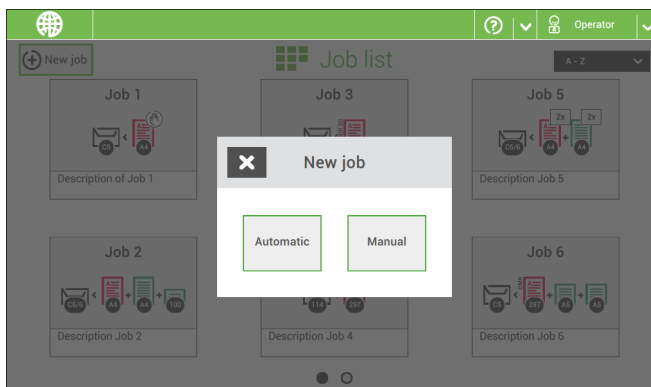 Operator
New job
Job list
A - Z
Job 1
Job 3
Job 5
2x
2x
C5
A4
C5/6
A4
A4
Description of Job 1
Description Job 5
New job
Automatic
Manual
Job 2
Job 6
C5/6
A4
A4
100
114
297
C5
OMR
297
A5
A5
Description Job 2
Description Job 4
Description Job 6